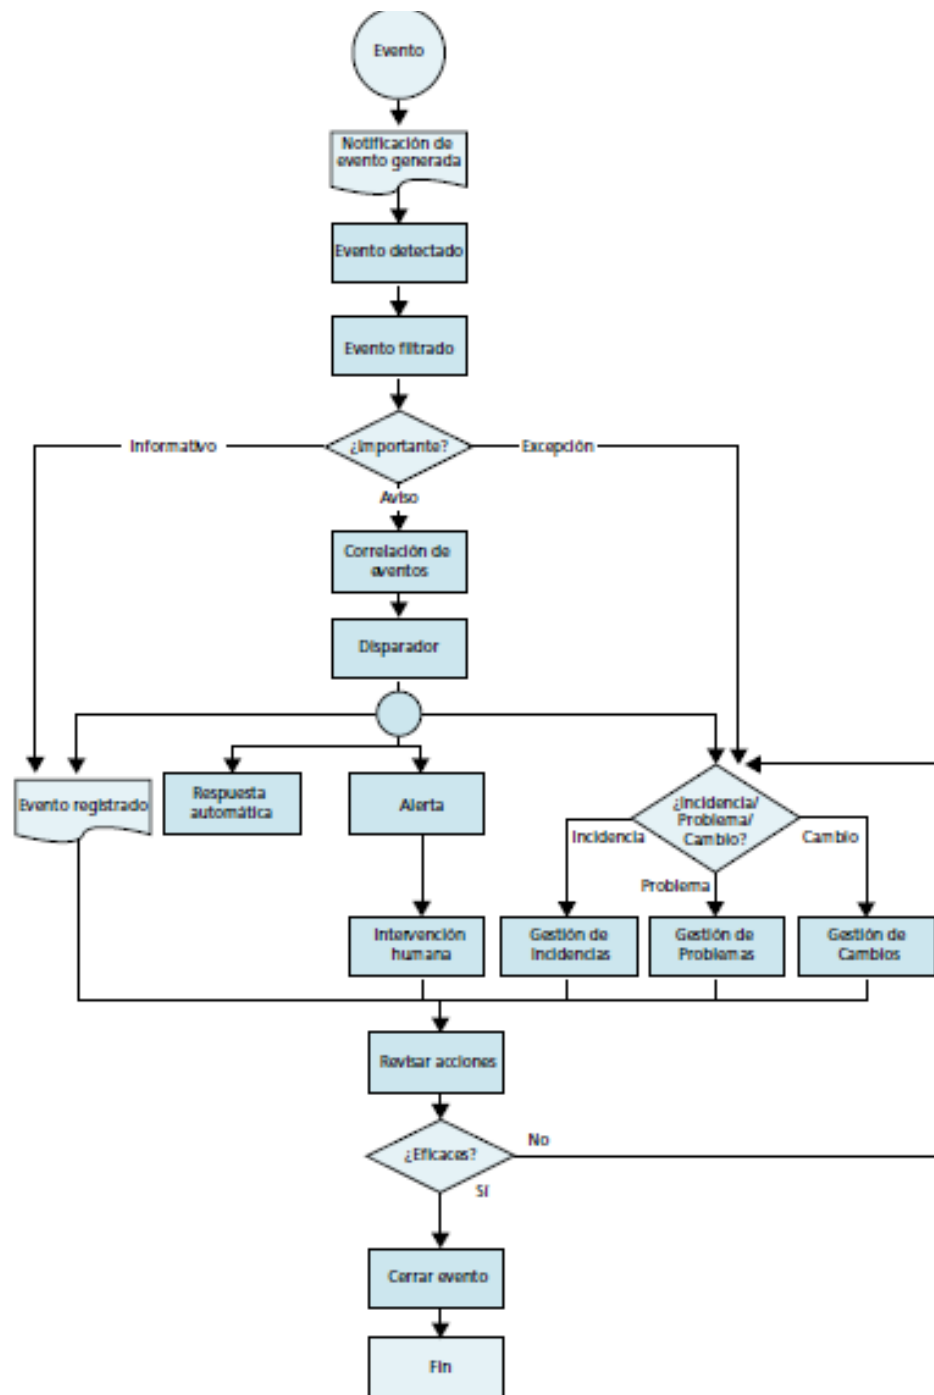 Evento
Notificación de
evento generada
Evento detectado
Evento filtrado
¿Importante?
Informativo
Excepción
Aviso
Correlación de
eventos
Disparador
Evento registrado
Respuesta
automática
Alerta
¿Incidencia/
Problema/
Cambio?
Incidencia
Cambio
Problema
Intervención
humana
Gestión de
Incidencias
Gestión de
Problemas
Gestión de
Cambios
Revisar acciones
¿Eficaces?
No
Sí
Cerrar evento
Fin